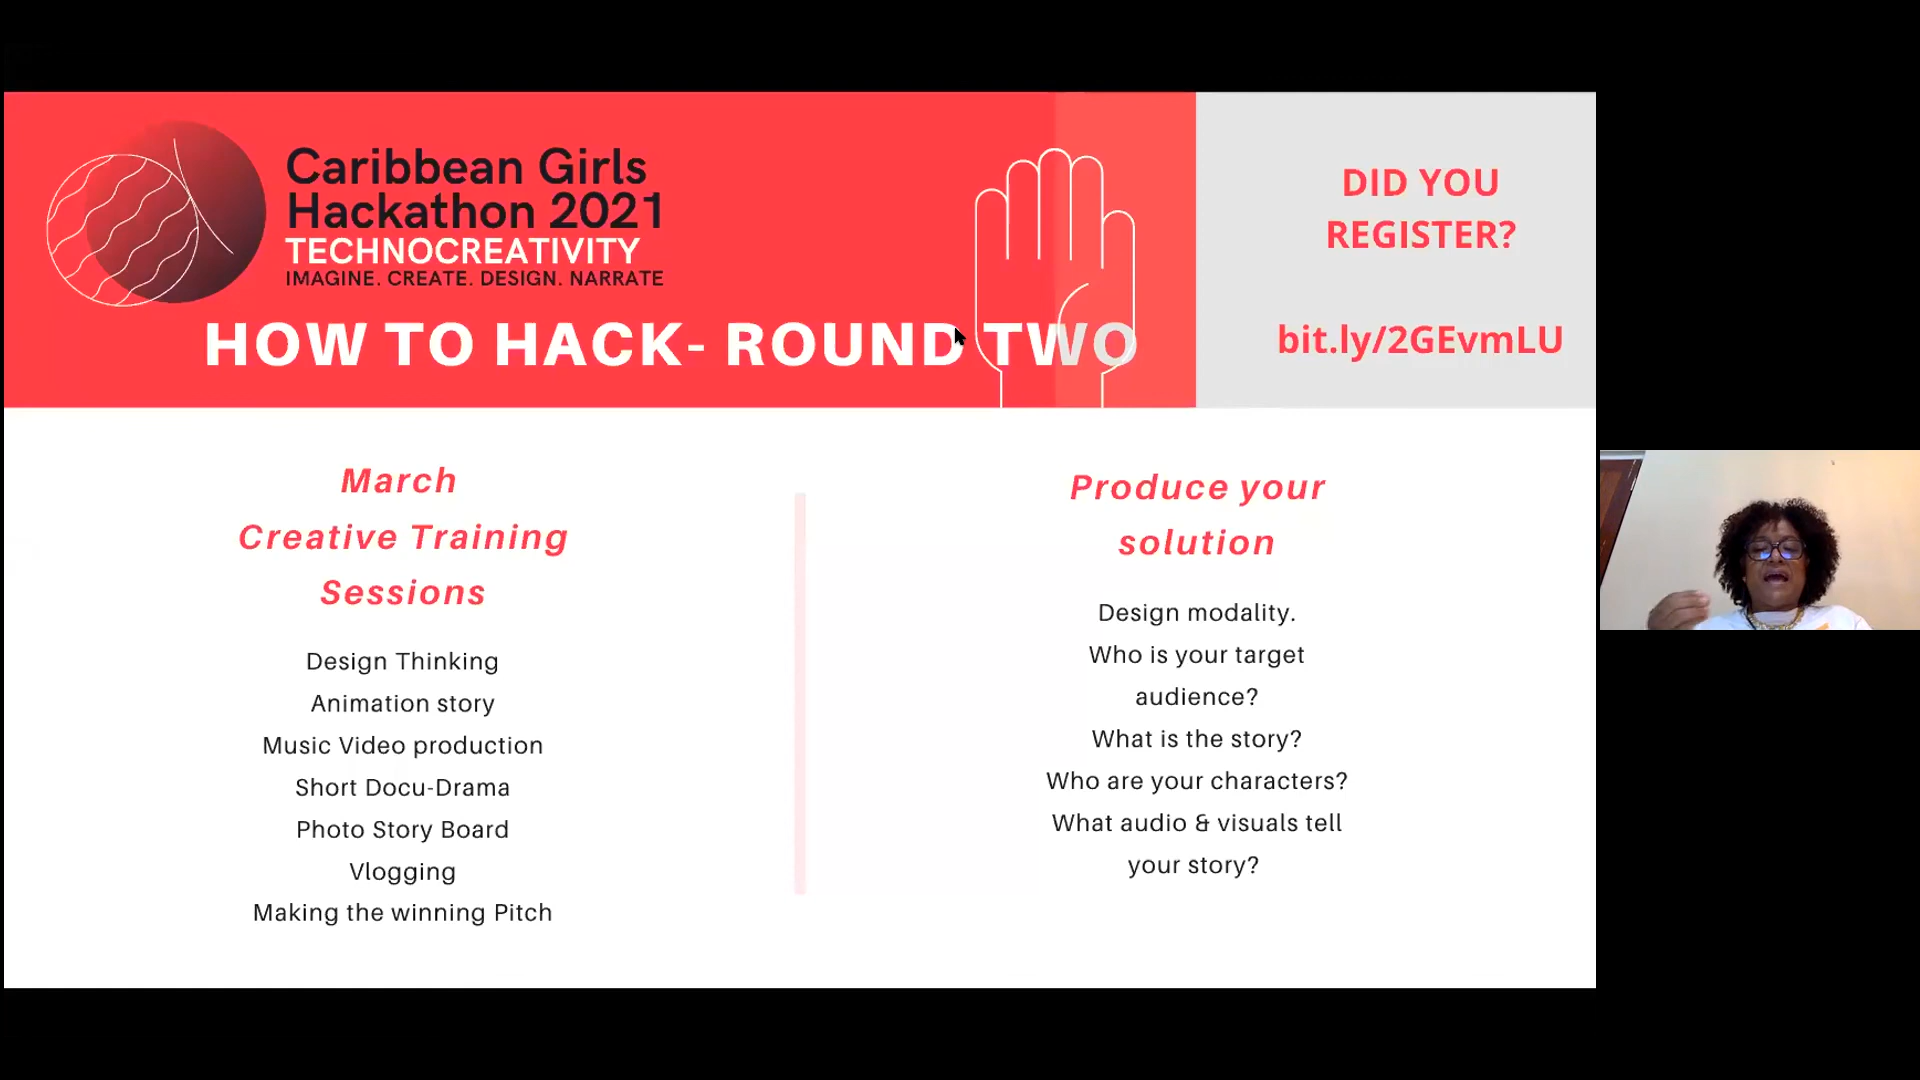 Caribbean Girls
Hackathon 2021
TECHNOCREATIVITY
IMAGINE. CREATE. DESIGN. NARRATE
HOW TO HACK- ROUND TWO
DID YOU
REGISTER?
bit.ly/2GEvmLU
March
Creative Training
Sessions
Design Thinking
Animation story
Music Video production
Short Docu-Drama
Photo Story Board
Vlogging
Making the winning Pitch
Produce your
solution
Design modality.
Who is your target
audience?
What is the story?
Who are your characters?
What audio & visuals tell
your story?